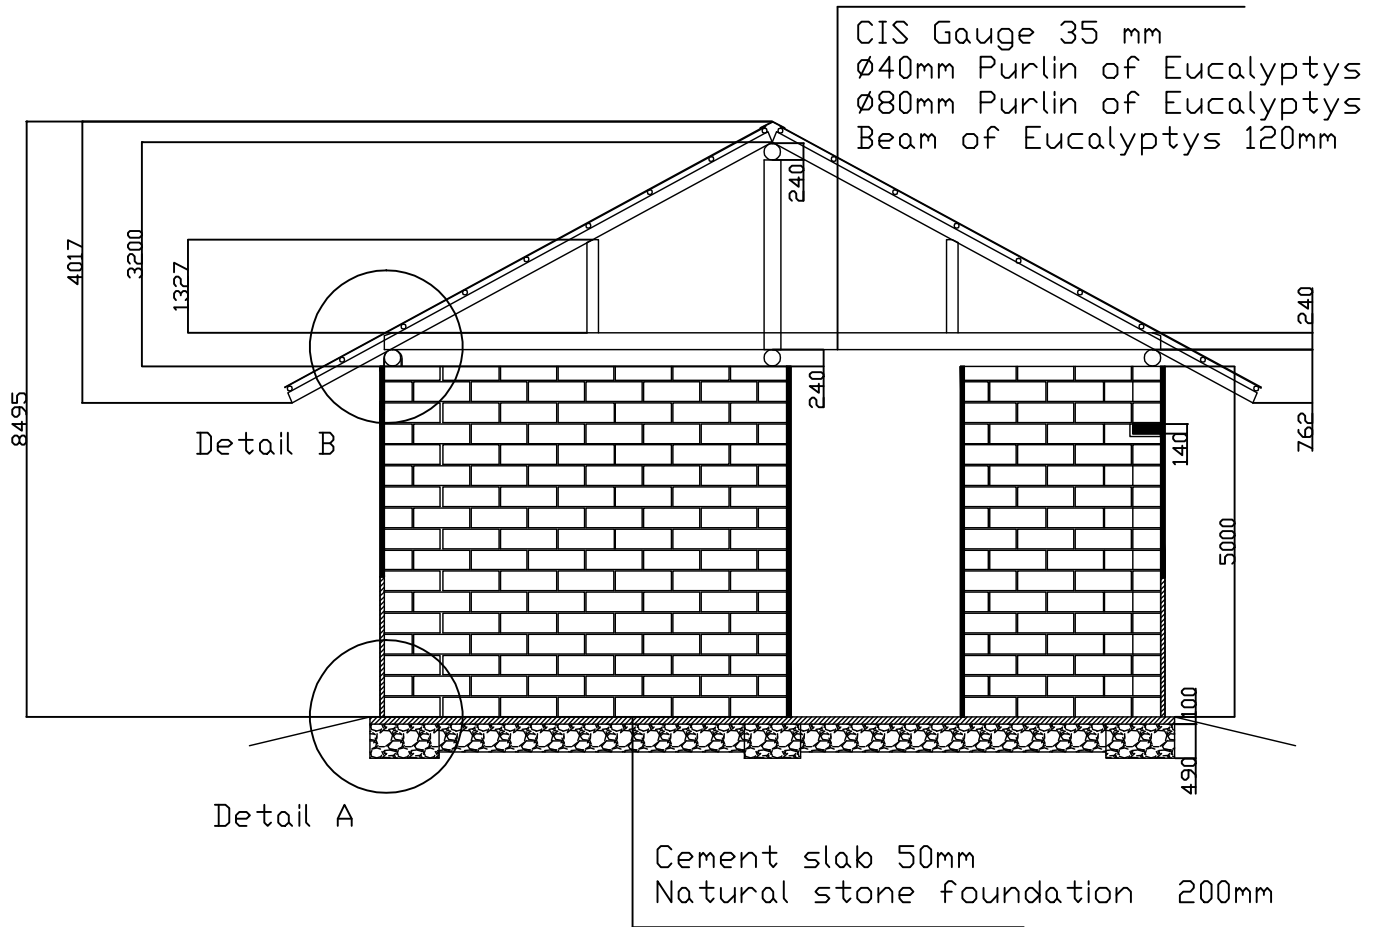 CIS Gauge 35 mm
Ø40mm Purlin of Eucalyptys
Ø80mm Purlin of Eucalyptys
Beam of Eucalyptys 120mm
240
4017
3200
1327
240
240
8495
762
Detail B
140
5000
100
490
Detail A
Cement slab 50mm
Natural stone foundation 200mm